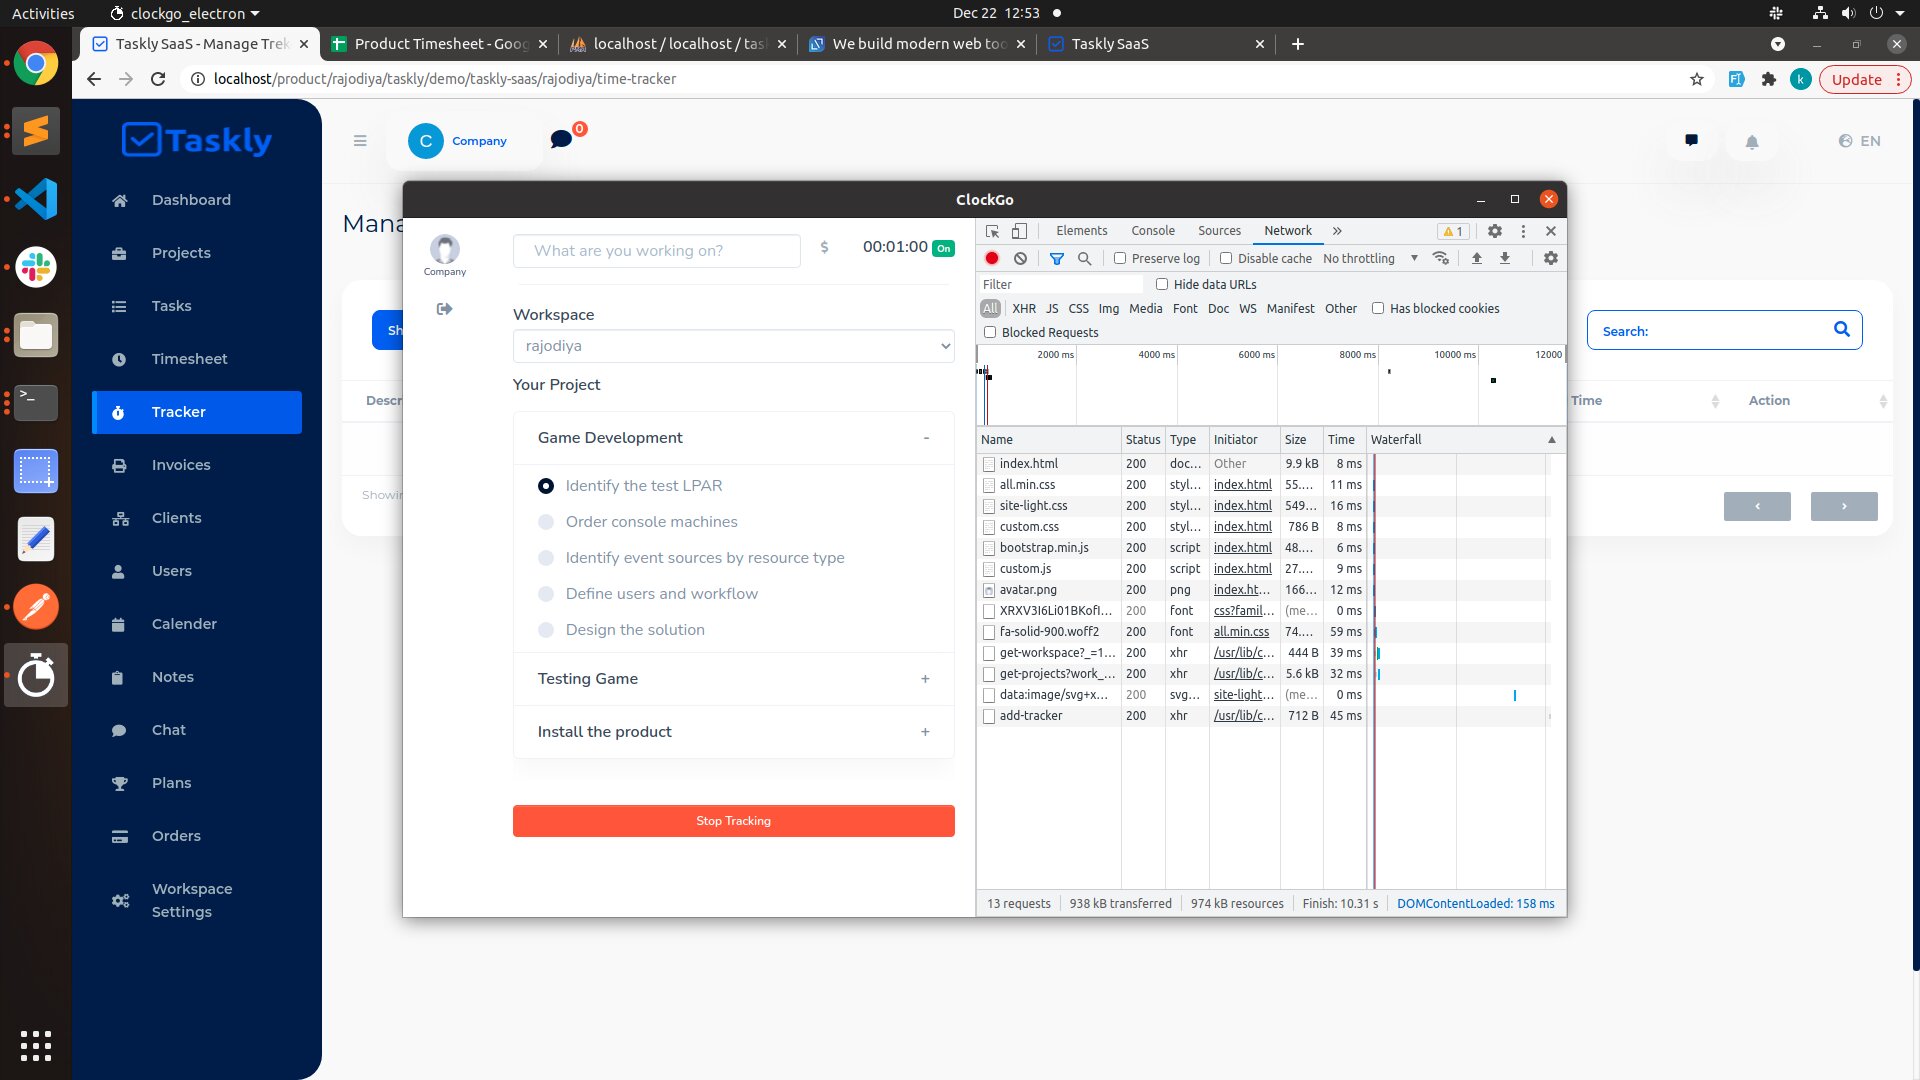 Activities
clockgo_electron
Dec 22 12:53
Taskly SaaS - Manage Trek
Product Timesheet - Goog
localhost / localhost / task
We build modern web too
Taskly SaaS
localhost/product/rajodiya/taskly/demo/taskly-saas/rajodiya/time-tracker
k
Update
Taskly
C Company 0
EN
Dashboard
Projects
Tasks
Timesheet
Tracker
Invoices
Clients
Users
Calender
Notes
Chat
Plans
Orders
Workspace
Settings
Mana
Sh
Descr
Showin
Search:
Time
Action
‹ ›
ClockGo
Company
What are you working on?
$
00:01:00 On
Workspace
rajodiya
Your Project
Game Development -
Identify the test LPAR
Order console machines
Identify event sources by resource type
Define users and workflow
Design the solution
Testing Game +
Install the product +
Stop Tracking
Elements Console Sources Network » 1
Preserve log Disable cache No throttling
Filter Hide data URLs
All XHR JS CSS Img Media Font Doc WS Manifest Other Has blocked cookies
Blocked Requests
2000 ms 4000 ms 6000 ms 8000 ms 10000 ms 12000
Name Status Type Initiator Size Time Waterfall
index.html 200 doc... Other 9.9 kB 8 ms
all.min.css 200 styl... index.html 55.... 11 ms
site-light.css 200 styl... index.html 549... 16 ms
custom.css 200 styl... index.html 786 B 8 ms
bootstrap.min.js 200 script index.html 48.... 6 ms
custom.js 200 script index.html 27.... 9 ms
avatar.png 200 png index.ht... 166... 12 ms
XRXV3I6Li01BKofI... 200 font css?famil... (me... 0 ms
fa-solid-900.woff2 200 font all.min.css 74.... 59 ms
get-workspace?_=1... 200 xhr /usr/lib/c... 444 B 39 ms
get-projects?work_... 200 xhr /usr/lib/c... 5.6 kB 32 ms
data:image/svg+x... 200 svg... site-light... (me... 0 ms
add-tracker 200 xhr /usr/lib/c... 712 B 45 ms
13 requests 938 kB transferred 974 kB resources Finish: 10.31 s DOMContentLoaded: 158 ms